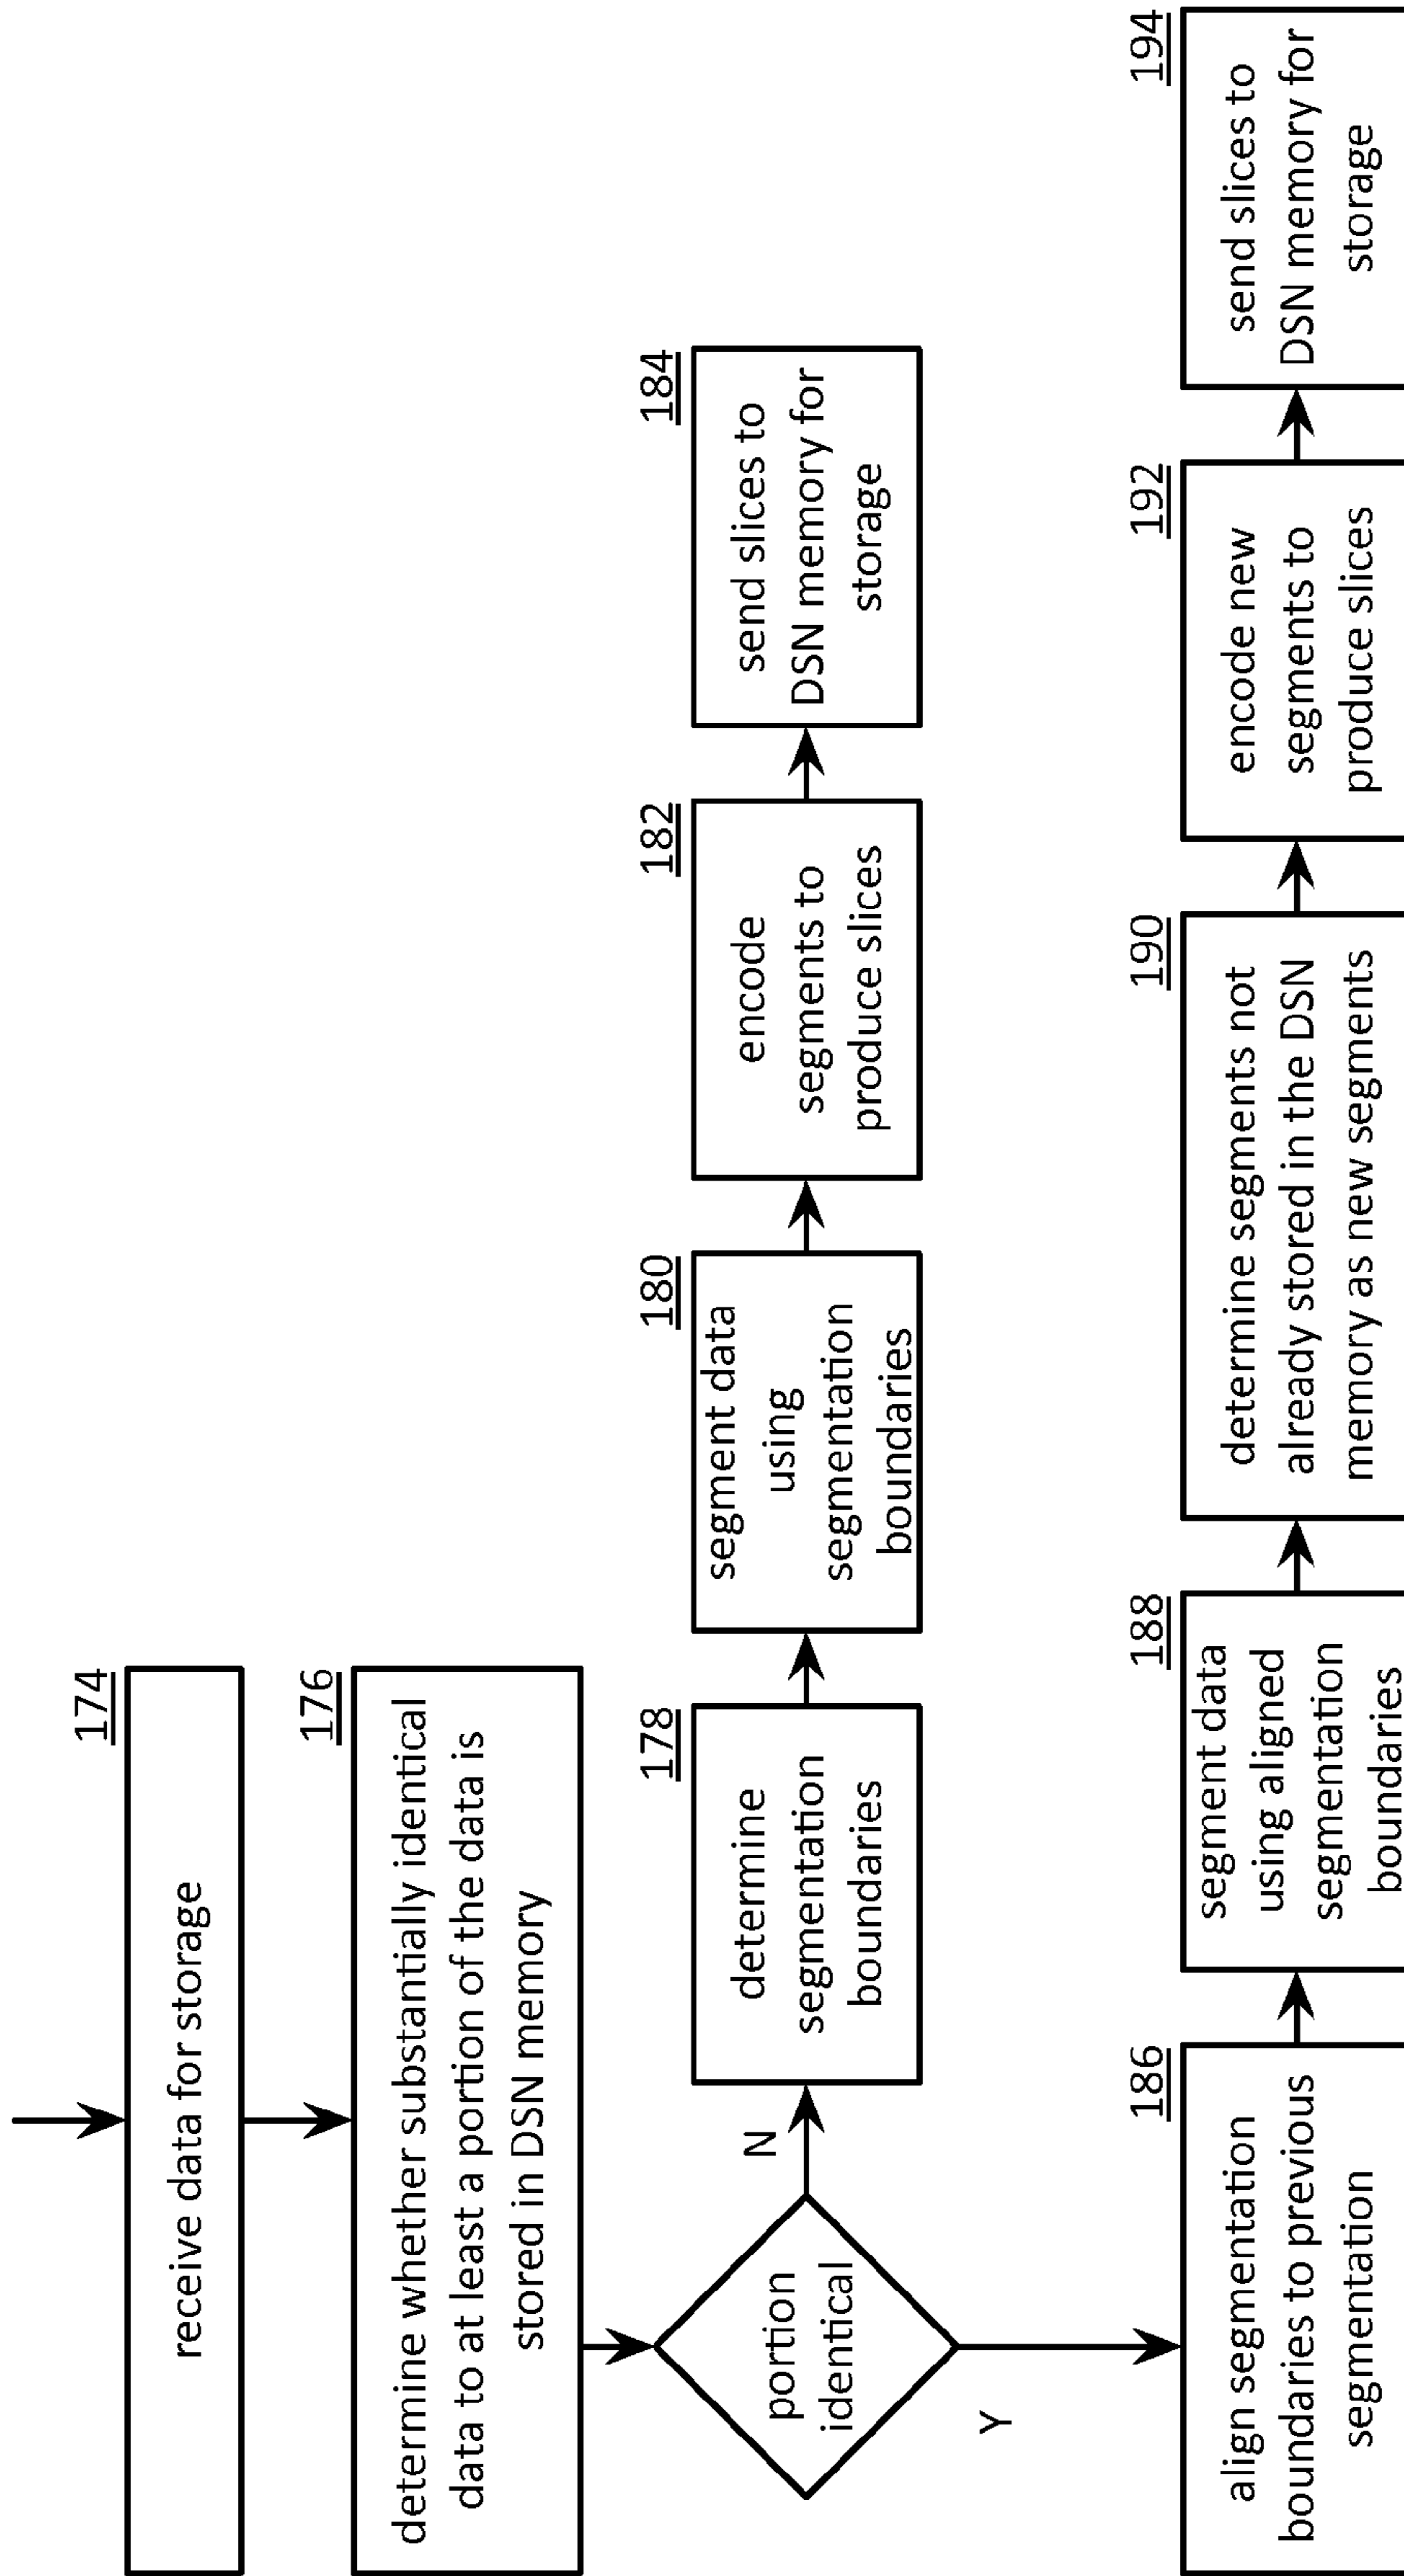 174
receive data for storage
176
determine whether substantially identical
data to at least a portion of the data is
stored in DSN memory
portion
identical
N
Y
178
determine
segmentation
boundaries
180
segment data
using
segmentation
boundaries
182
encode
segments to
produce slices
184
send slices to
DSN memory for
storage
186
align segmentation
boundaries to previous
segmentation
188
segment data
using aligned
segmentation
boundaries
190
determine segments not
already stored in the DSN
memory as new segments
192
encode new
segments to
produce slices
194
send slices to
DSN memory for
storage